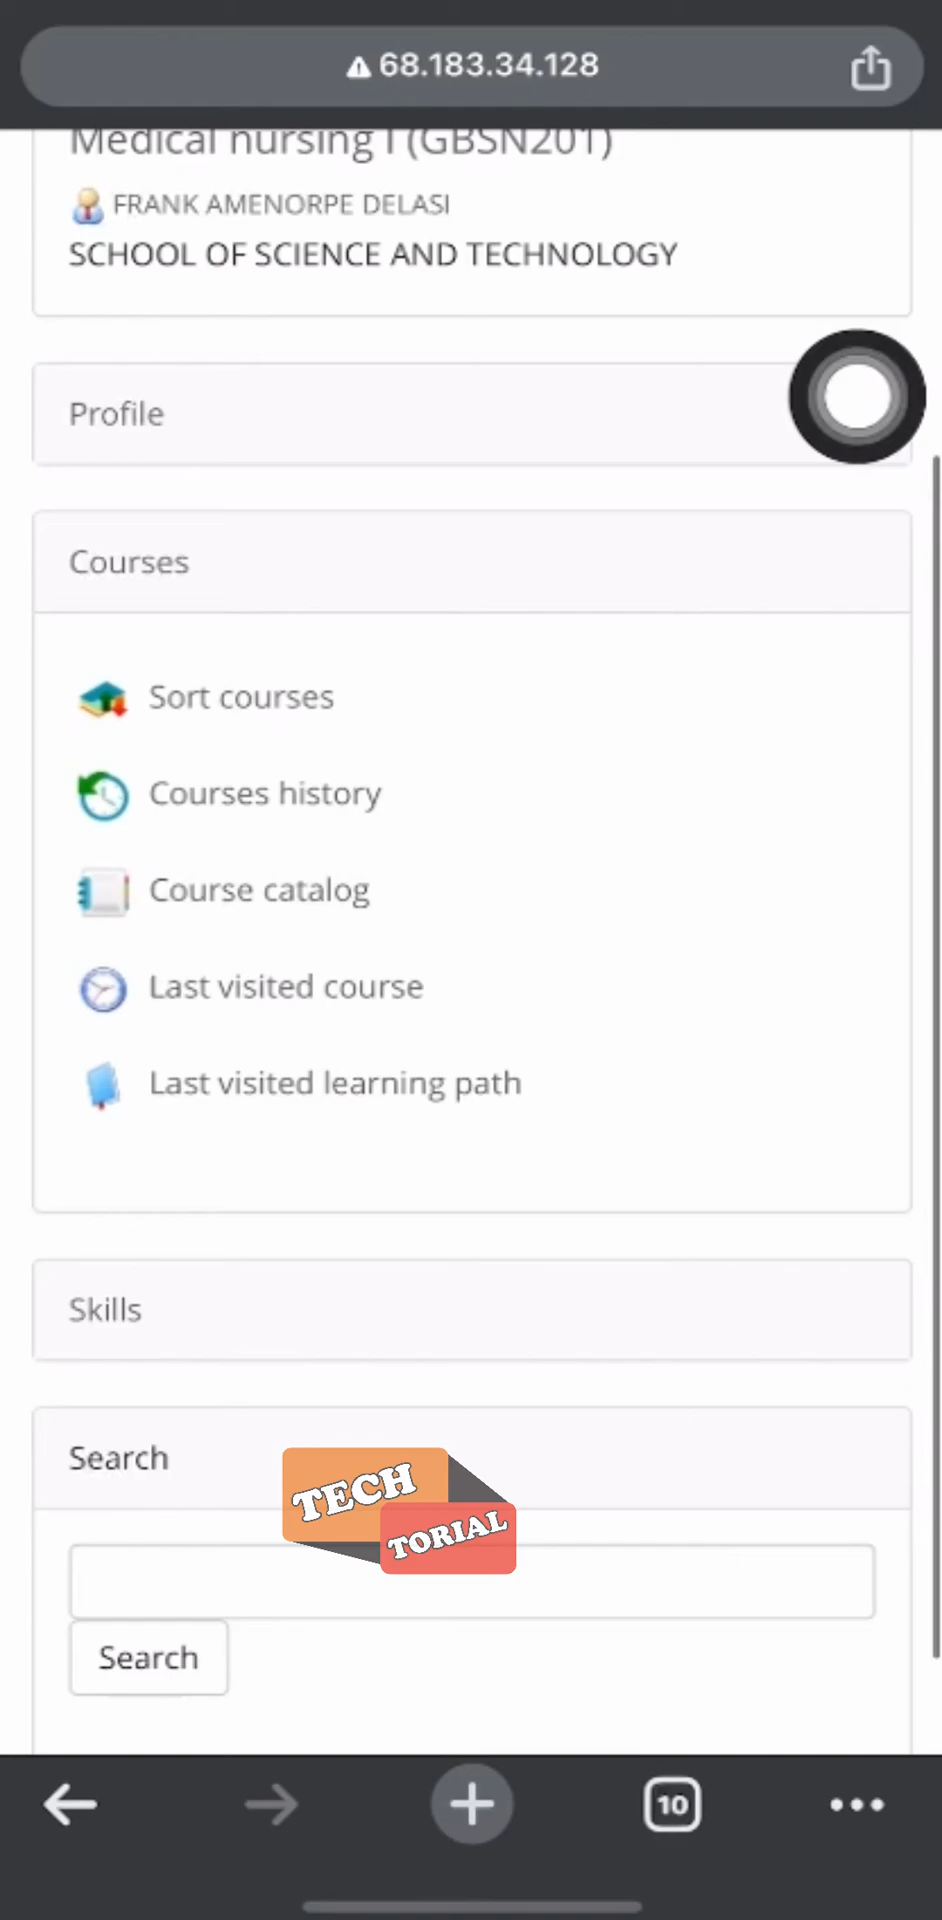 68.183.34.128
Medical nursing I (GBSN201)
FRANK AMENORPE DELASI
SCHOOL OF SCIENCE AND TECHNOLOGY
Profile
Courses
Sort courses
Courses history
Course catalog
Last visited course
Last visited learning path
Skills
Search
TECH
TORIAL
Search
10